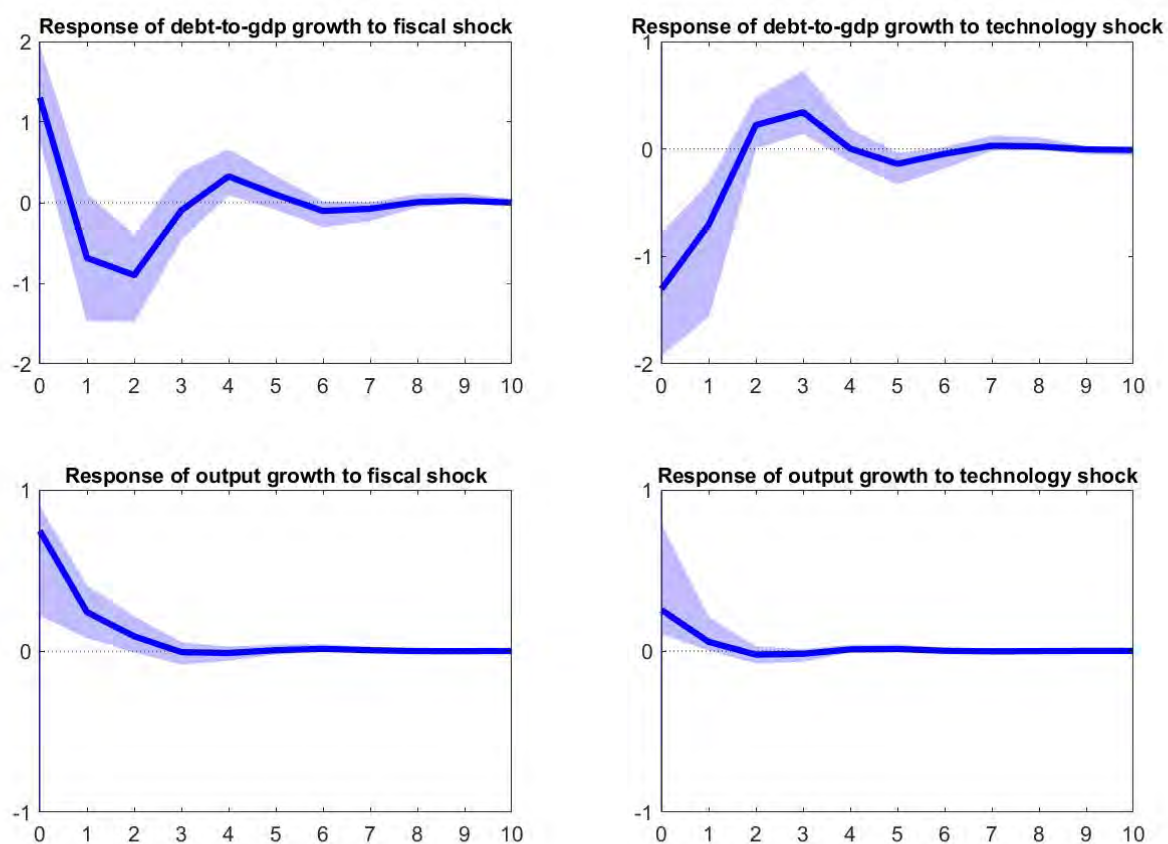 Response of debt-to-gdp growth to fiscal shock
2
1
0
-1
-2
0 1 2 3 4 5 6 7 8 9 10
Response of debt-to-gdp growth to technology shock
1
0
-1
-2
0 1 2 3 4 5 6 7 8 9 10
Response of output growth to fiscal shock
1
0
-1
0 1 2 3 4 5 6 7 8 9 10
Response of output growth to technology shock
1
0
-1
0 1 2 3 4 5 6 7 8 9 10